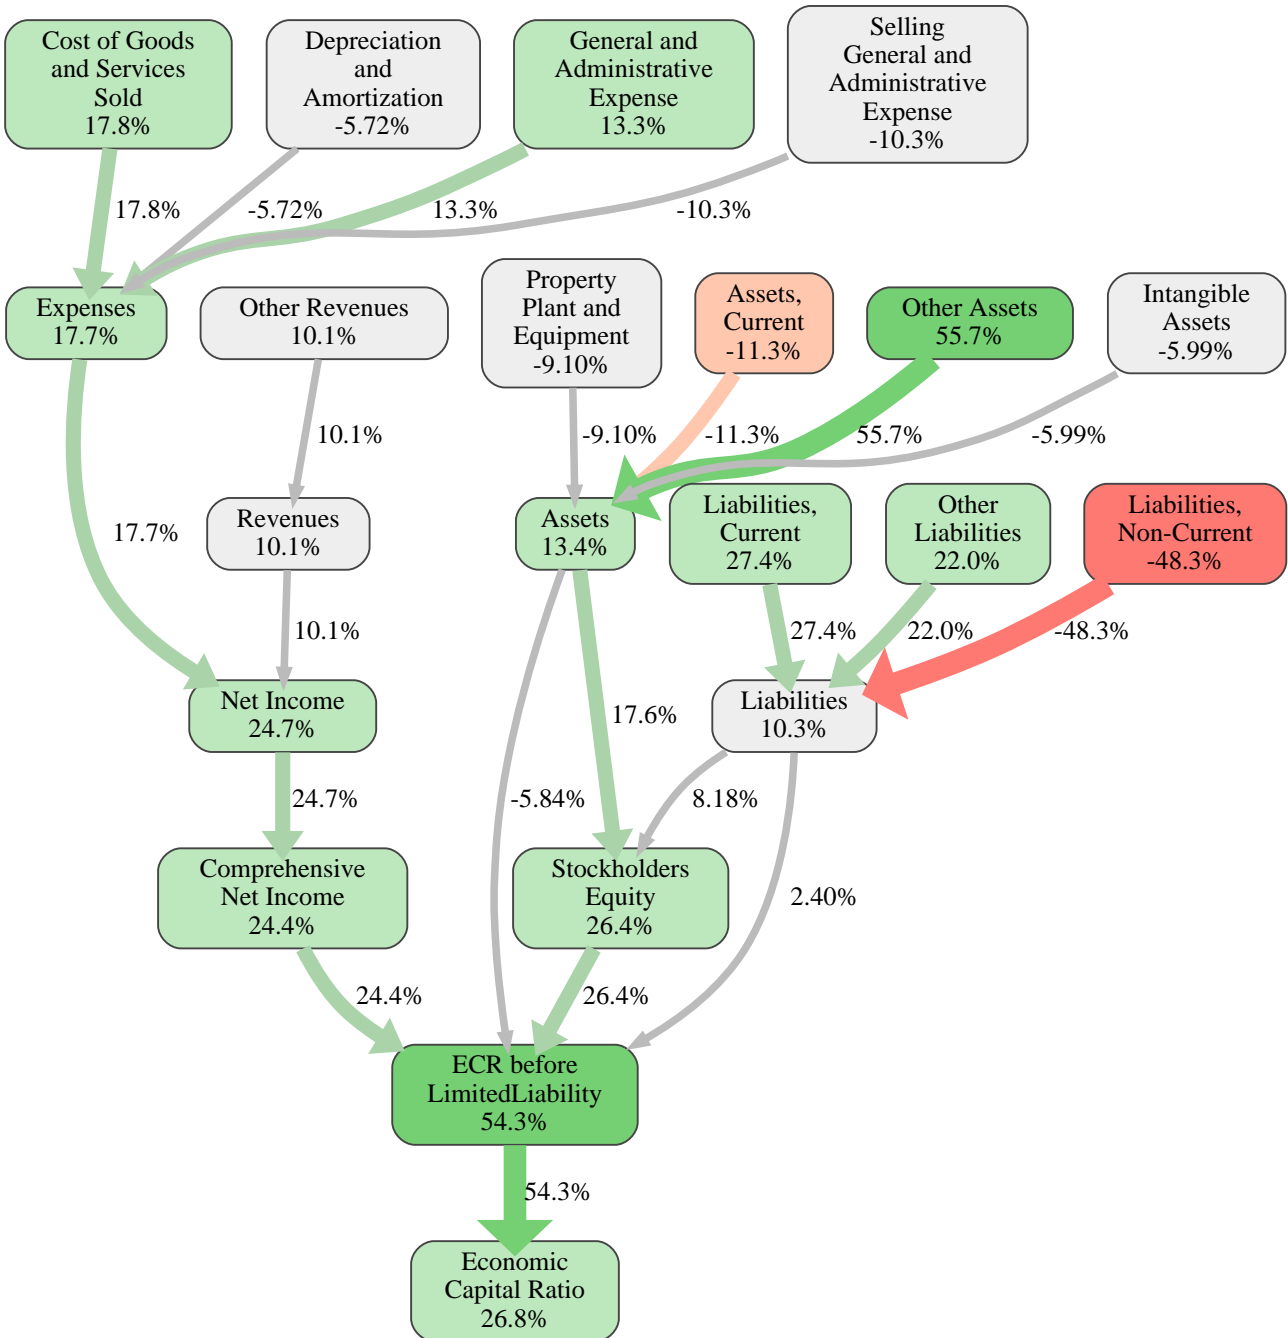 Cost of Goods
and Services
Sold
17.8%
Depreciation
and
Amortization
-5.72%
General and
Administrative
Expense
13.3%
Selling
General and
Administrative
Expense
-10.3%
17.8%
-5.72%
13.3%
-10.3%
Expenses
17.7%
Other Revenues
10.1%
Property
Plant and
Equipment
-9.10%
Assets,
Current
-11.3%
Other Assets
55.7%
Intangible
Assets
-5.99%
10.1%
-9.10%
-11.3%
55.7%
-5.99%
17.7%
Revenues
10.1%
Assets
13.4%
Liabilities,
Current
27.4%
Other
Liabilities
22.0%
Liabilities,
Non-Current
-48.3%
10.1%
27.4%
22.0%
-48.3%
Net Income
24.7%
17.6%
Liabilities
10.3%
24.7%
-5.84%
8.18%
Comprehensive
Net Income
24.4%
Stockholders
Equity
26.4%
2.40%
24.4%
26.4%
ECR before
LimitedLiability
54.3%
54.3%
Economic
Capital Ratio
26.8%